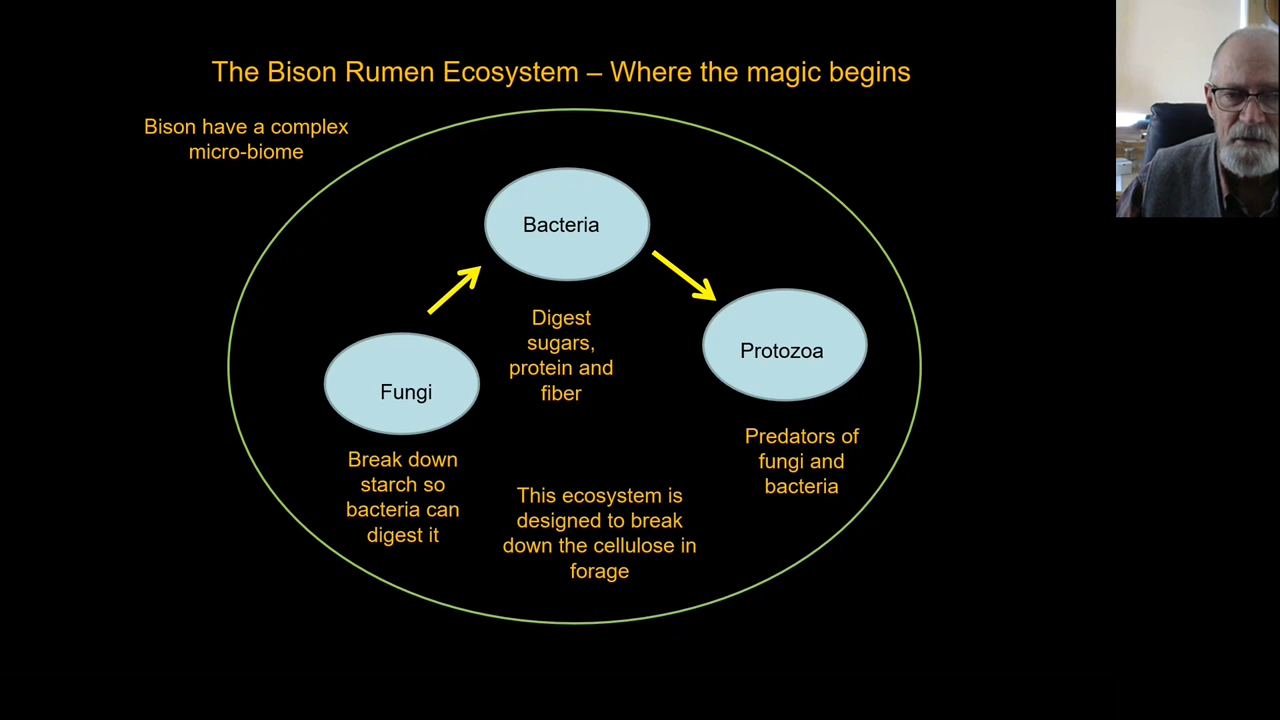 The Bison Rumen Ecosystem – Where the magic begins
Bison have a complex
micro-biome
Bacteria
Digest
sugars,
protein and
fiber
Protozoa
Predators of
fungi and
bacteria
Fungi
Break down
starch so
bacteria can
digest it
This ecosystem is
designed to break
down the cellulose in
forage